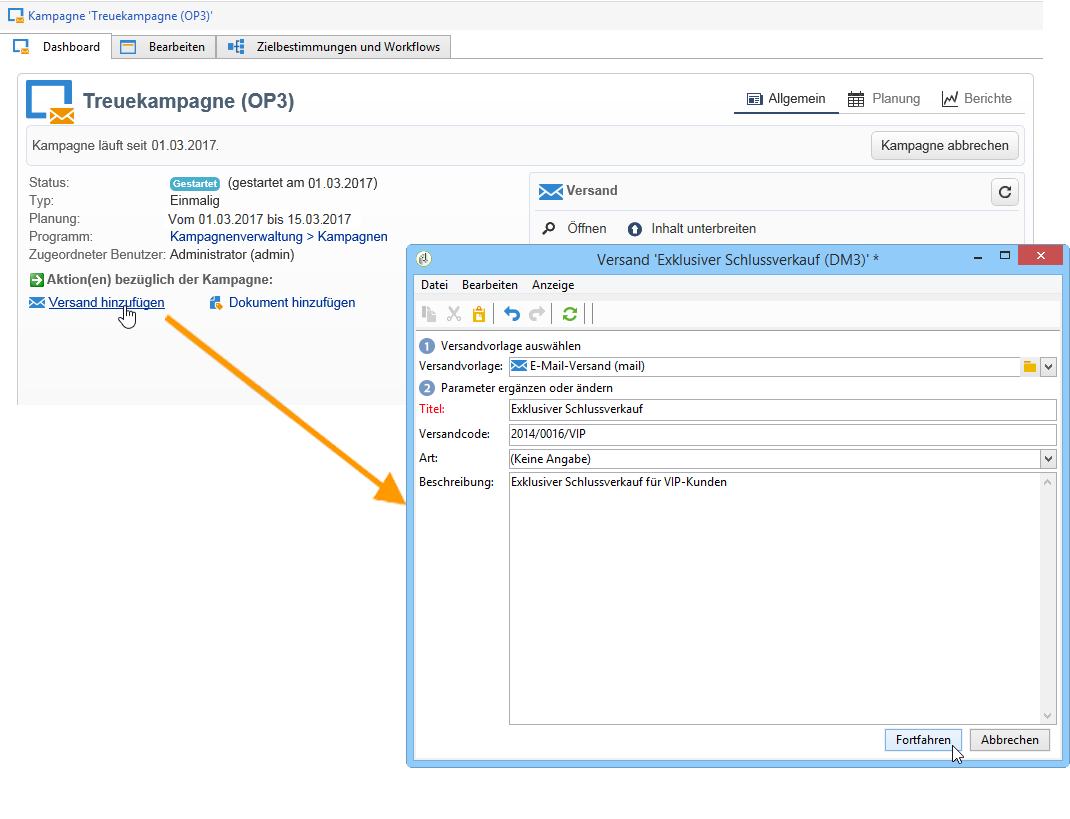 Kampagne 'Treuekampagne (OP3)'
Dashboard Bearbeiten Zielbestimmungen und Workflows
Treuekampagne (OP3)
Allgemein Planung Berichte
Kampagne läuft seit 01.03.2017.
Kampagne abbrechen
Status: Gestartet (gestartet am 01.03.2017)
Typ: Einmalig
Planung: Vom 01.03.2017 bis 15.03.2017
Programm: Kampagnenverwaltung > Kampagnen
Zugeordneter Benutzer: Administrator (admin)
Aktion(en) bezüglich der Kampagne:
Versand hinzufügen Dokument hinzufügen
Versand
Öffnen Inhalt unterbreiten
Versand 'Exklusiver Schlussverkauf (DM3)' *
Datei Bearbeiten Anzeige
1 Versandvorlage auswählen
Versandvorlage: E-Mail-Versand (mail)
2 Parameter ergänzen oder ändern
Titel: Exklusiver Schlussverkauf
Versandcode: 2014/0016/VIP
Art: (Keine Angabe)
Beschreibung: Exklusiver Schlussverkauf für VIP-Kunden
Fortfahren Abbrechen